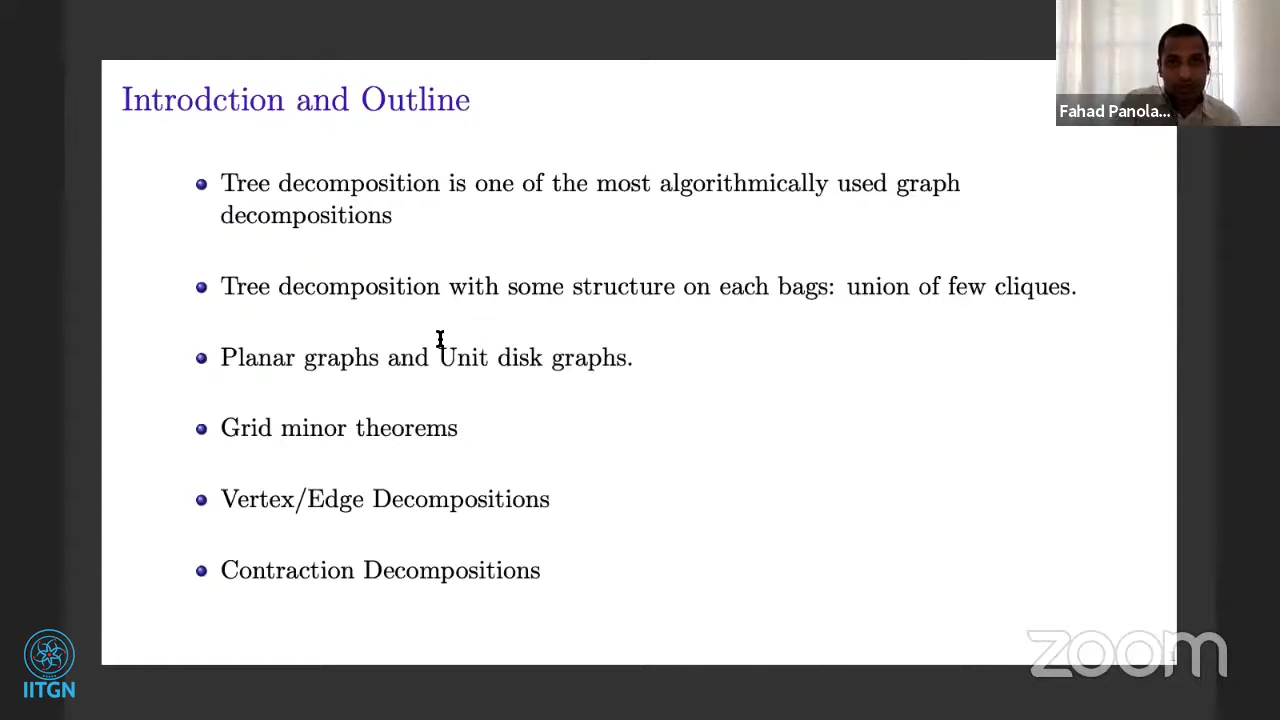 Introdction and Outline
Fahad Panola...
Tree decomposition is one of the most algorithmically used graph
decompositions
Tree decomposition with some structure on each bags: union of few cliques.
Planar graphs and Unit disk graphs.
Grid minor theorems
Vertex/Edge Decompositions
Contraction Decompositions
IITGN
zoom
1